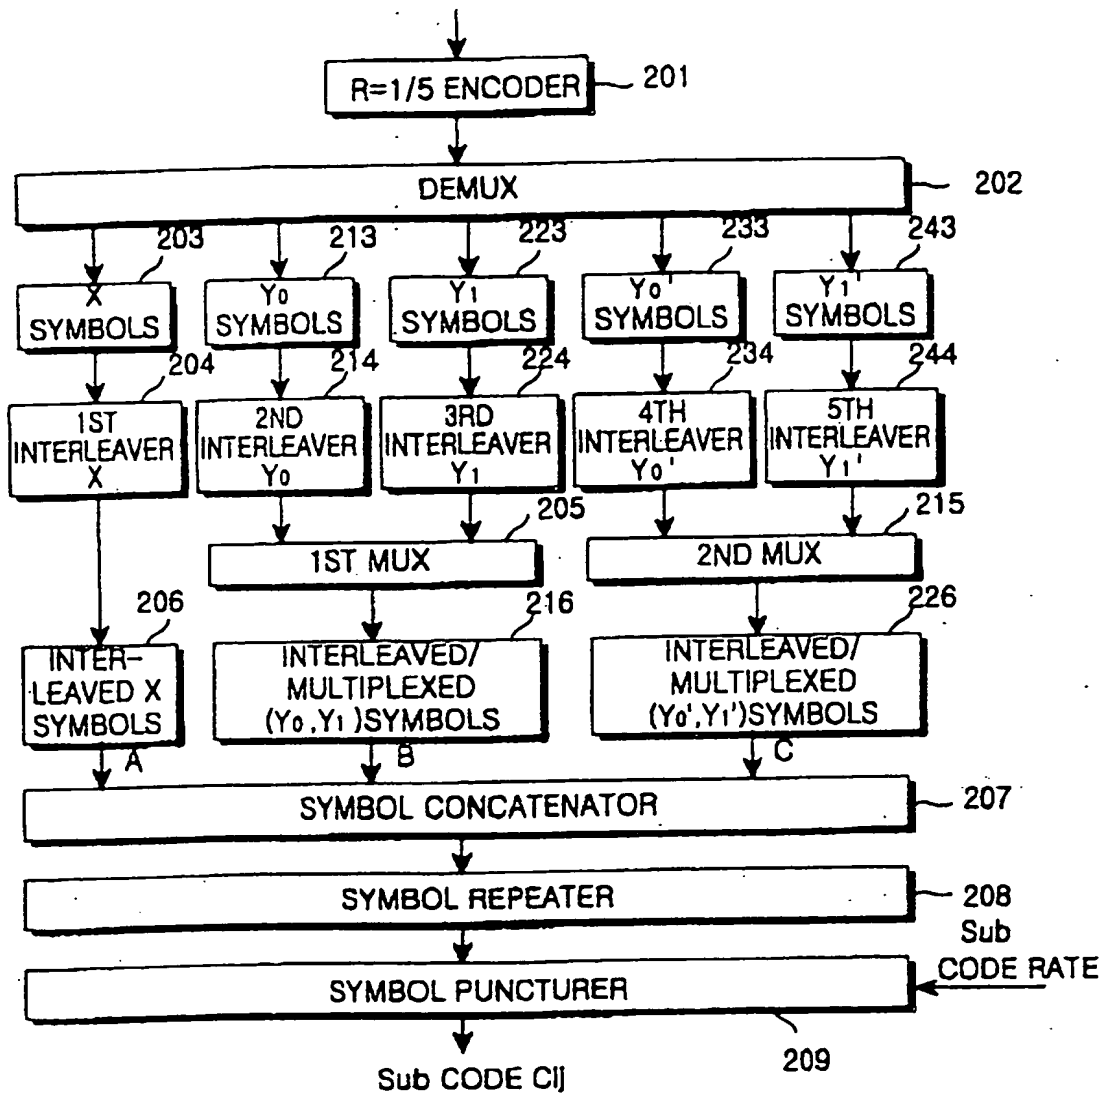 R=1/5 ENCODER
201
DEMUX
202
203
213
223
233
243
X
SYMBOLS
Y0
SYMBOLS
Y1
SYMBOLS
Y0'
SYMBOLS
Y1'
SYMBOLS
204
214
224
234
244
1ST
INTERLEAVER
X
2ND
INTERLEAVER
Y0
3RD
INTERLEAVER
Y1
4TH
INTERLEAVER
Y0'
5TH
INTERLEAVER
Y1'
205
215
1ST MUX
2ND MUX
206
216
226
INTER-
LEAVED X
SYMBOLS
INTERLEAVED/
MULTIPLEXED
(Y0,Y1)SYMBOLS
INTERLEAVED/
MULTIPLEXED
(Y0',Y1')SYMBOLS
A
B
C
SYMBOL CONCATENATOR
207
SYMBOL REPEATER
208
Sub
CODE RATE
SYMBOL PUNCTURER
209
Sub CODE Cij